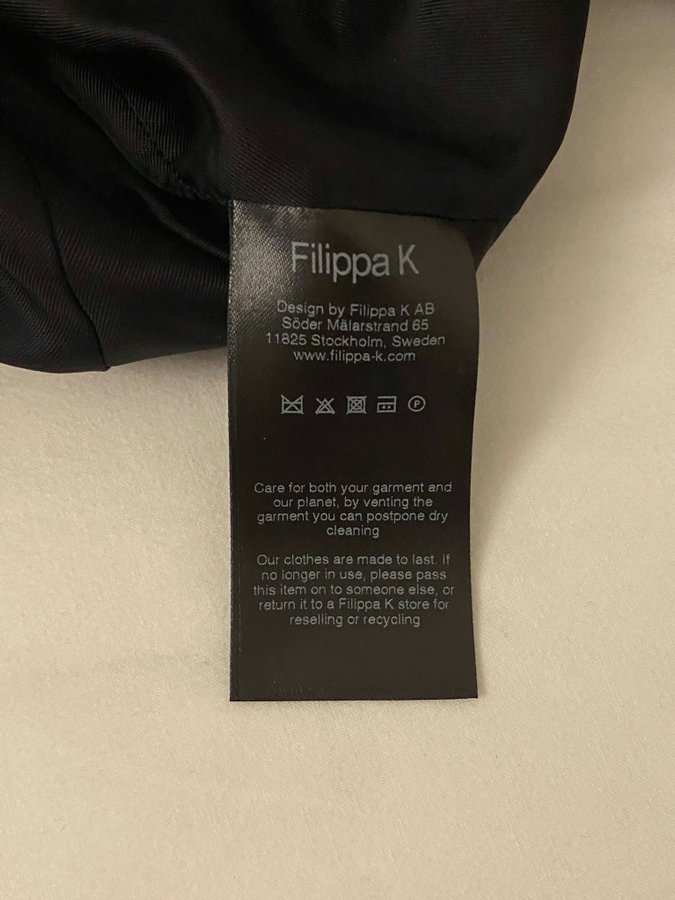 Filippa K
Design by Filippa K AB
Söder Mälarstrand 65
11825 Stockholm, Sweden
www.filippa-k.com
P
Care for both your garment and
our planet, by venting the
garment you can postpone dry
cleaning
Our clothes are made to last. If
no longer in use, please pass
this item on to someone else, or
return it to a Filippa K store for
reselling or recycling